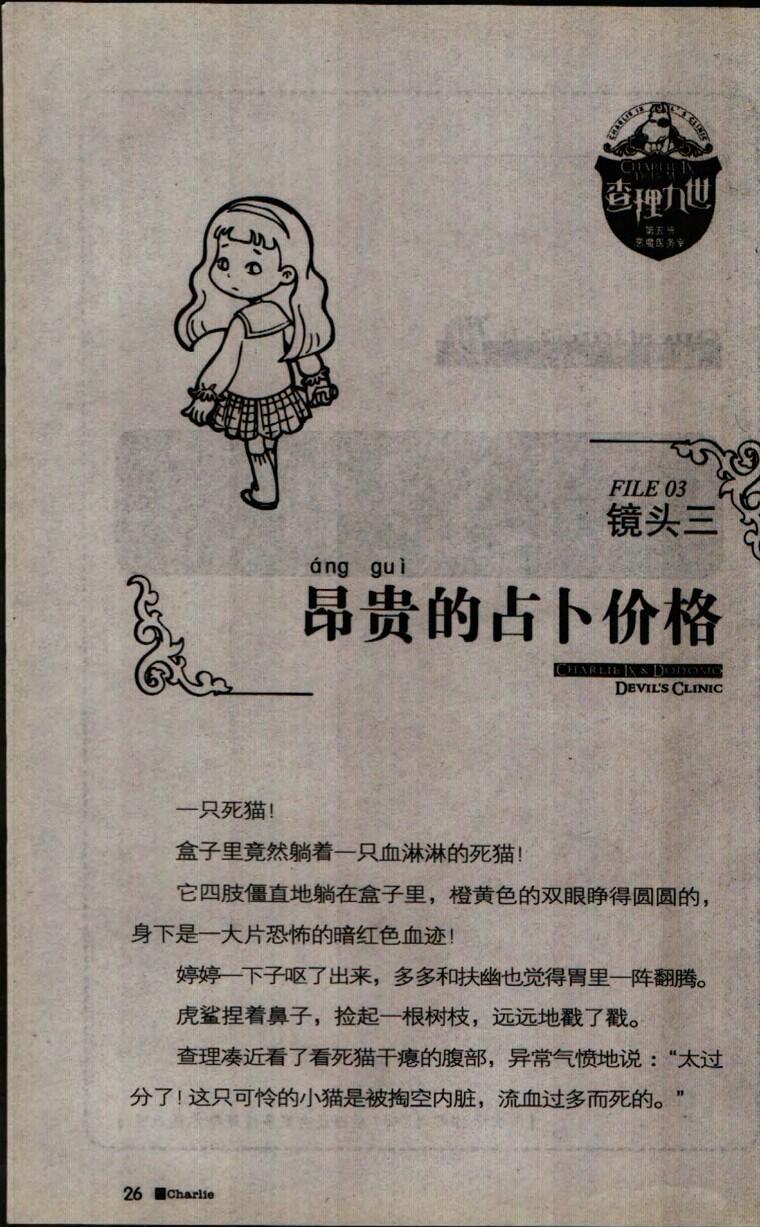 CHARLIE IX
查理九世
第五册
恶魔医务室
FILE 03
镜头三
áng guì
昂贵的占卜价格
CHARLIE IX & DODOMO
DEVIL'S CLINIC
一只死猫！
盒子里竟然躺着一只血淋淋的死猫！
它四肢僵直地躺在盒子里，橙黄色的双眼睁得圆圆的，
身下是一大片恐怖的暗红色血迹！
婷婷一下子呕了出来，多多和扶幽也觉得胃里一阵翻腾。
虎鲨捏着鼻子，捡起一根树枝，远远地戳了戳。
查理凑近看了看死猫干瘪的腹部，异常气愤地说：“太过
分了！这只可怜的小猫是被掏空内脏，流血过多而死的。”
26 Charlie